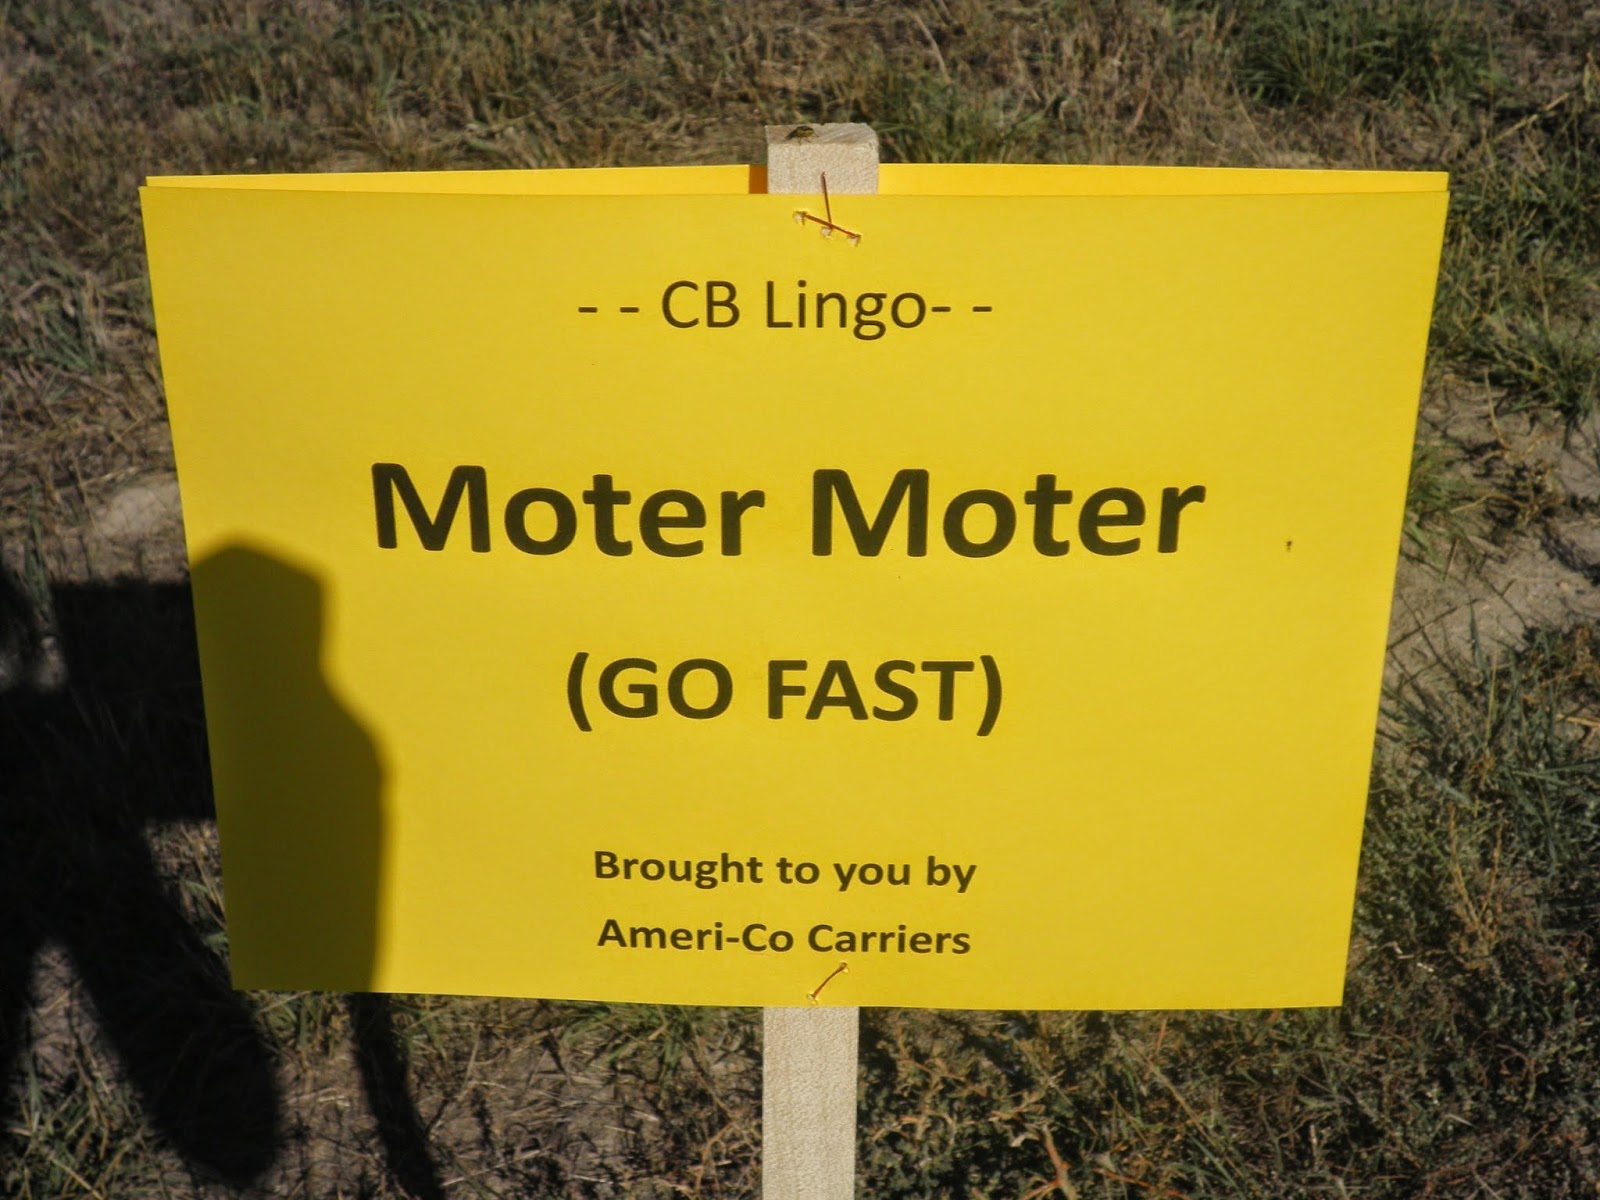 - - CB Lingo- -
Moter Moter
(GO FAST)
Brought to you by
Ameri-Co Carriers